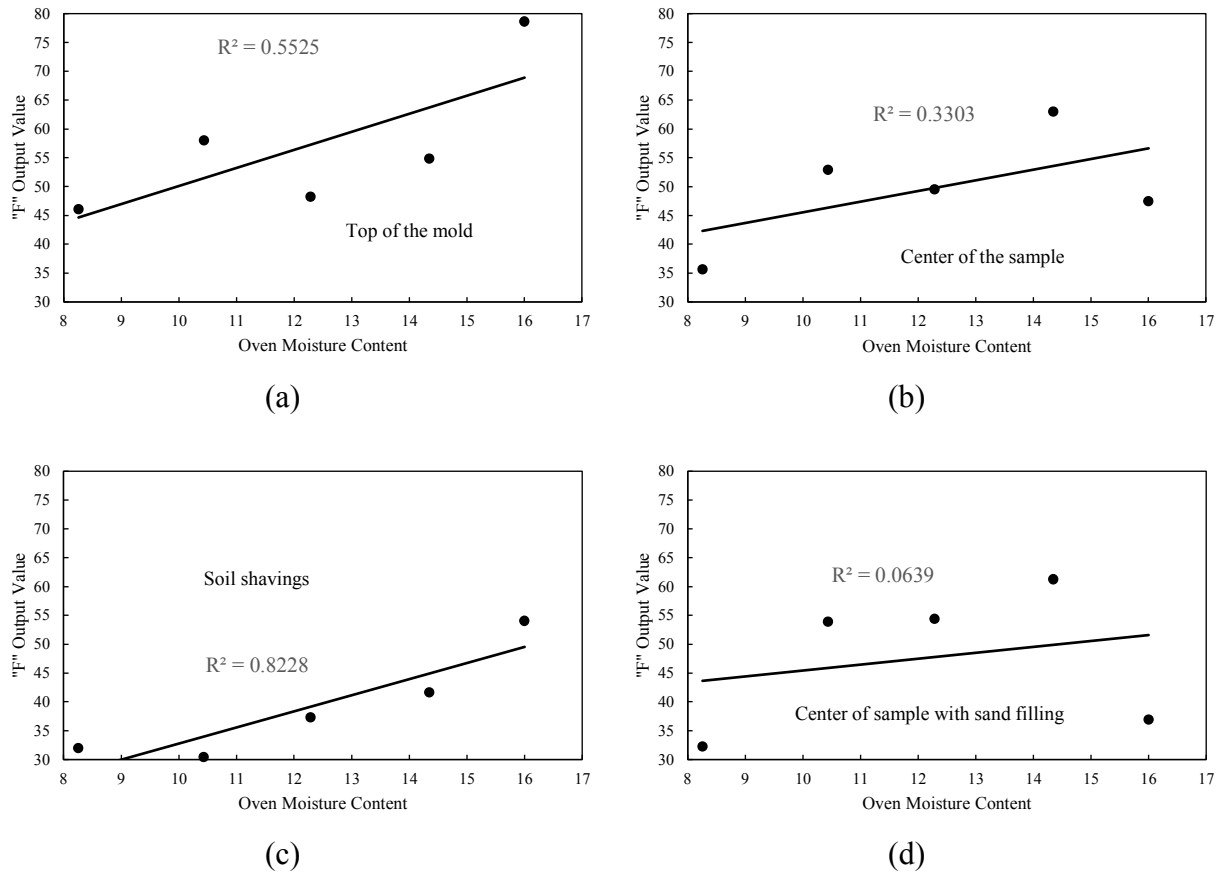 80
75
70
65
60
55
50
45
40
35
30
"F" Output Value
R² = 0.5525
Top of the mold
8 9 10 11 12 13 14 15 16 17
Oven Moisture Content
(a)
80
75
70
65
60
55
50
45
40
35
30
"F" Output Value
R² = 0.3303
Center of the sample
8 9 10 11 12 13 14 15 16 17
Oven Moisture Content
(b)
80
75
70
65
60
55
50
45
40
35
30
"F" Output Value
Soil shavings
R² = 0.8228
8 9 10 11 12 13 14 15 16 17
Oven Moisture Content
(c)
80
75
70
65
60
55
50
45
40
35
30
"F" Output Value
R² = 0.0639
Center of sample with sand filling
8 9 10 11 12 13 14 15 16 17
Oven Moisture Content
(d)